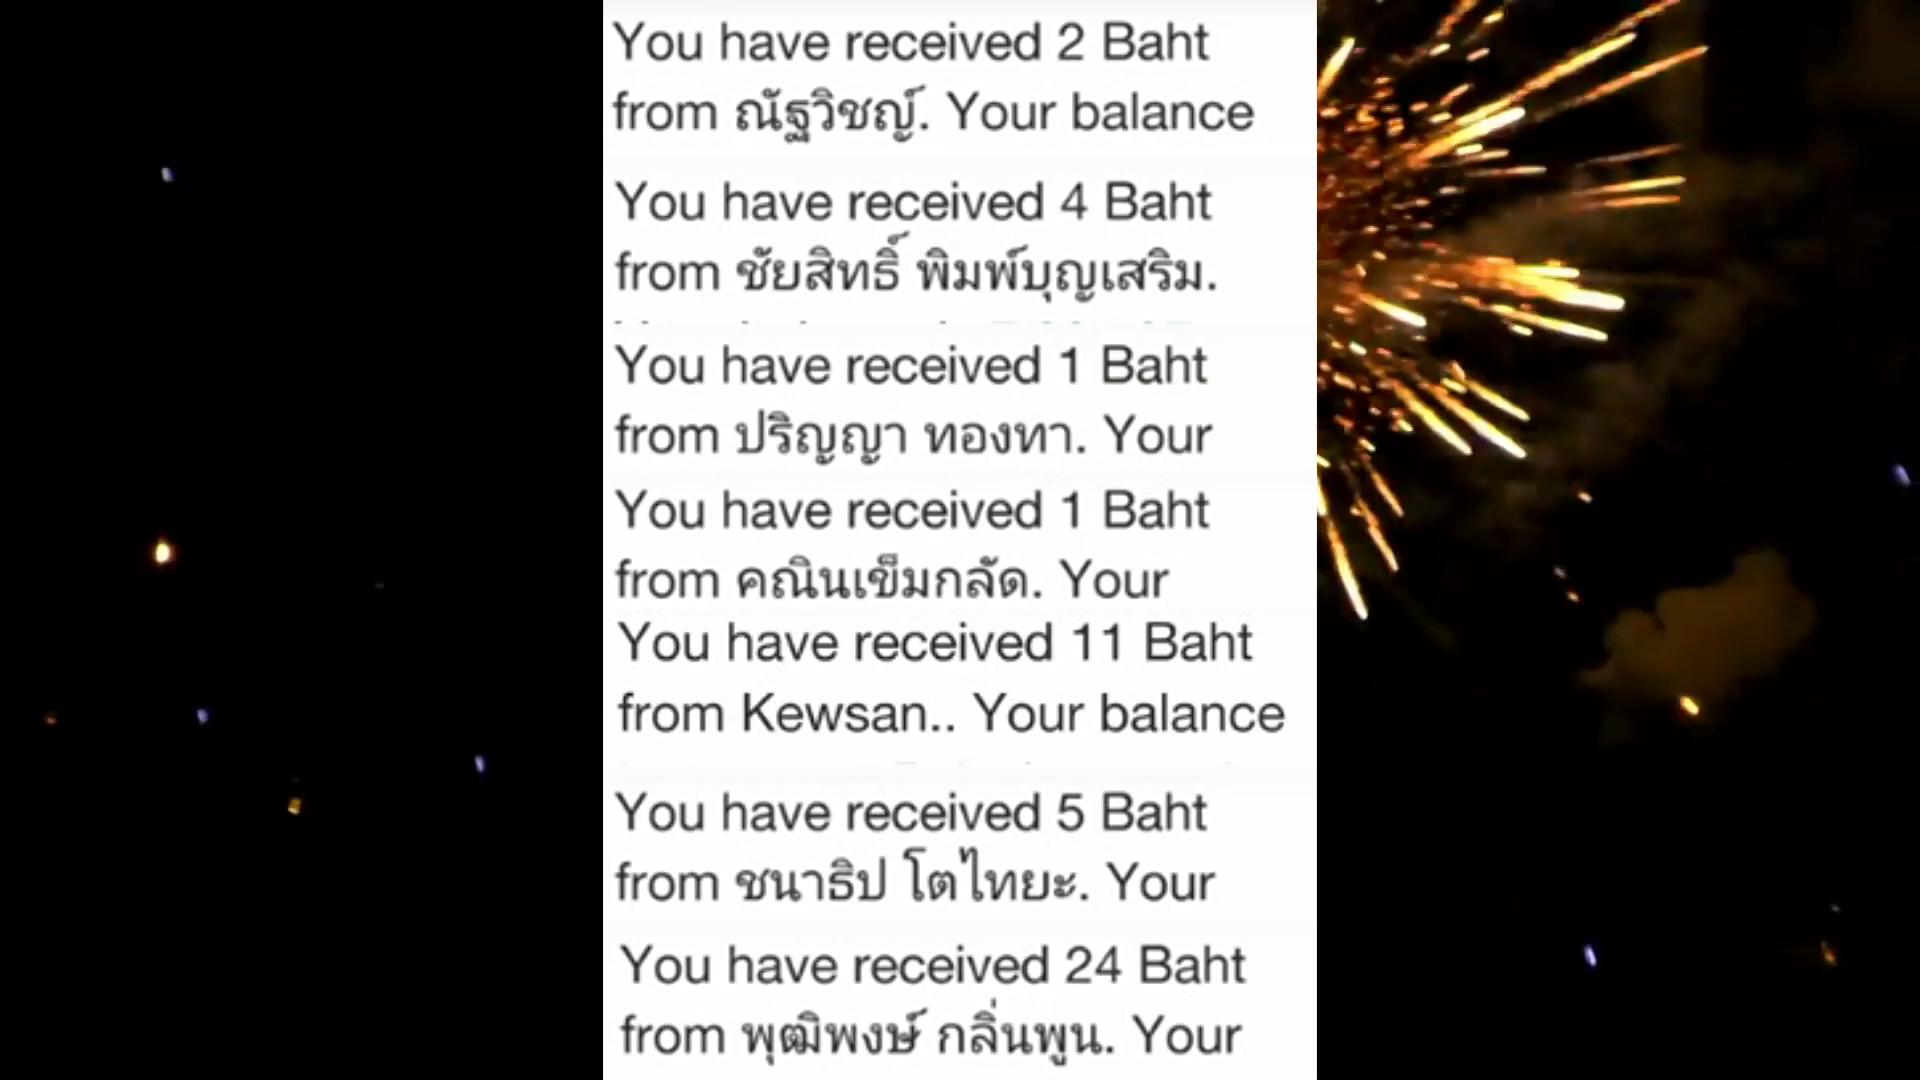 You have received 2 Baht
from ณัฐวิชญ์. Your balance
You have received 4 Baht
from ชัยสิทธิ์ พิมพ์บุญเสริม.
You have received 1 Baht
from ปริญญา ทองทา. Your
You have received 1 Baht
from คณินเข็มกลัด. Your
You have received 11 Baht
from Kewsan.. Your balance
You have received 5 Baht
from ชนาธิป โตไทยะ. Your
You have received 24 Baht
from พุฒิพงษ์ กลิ่นพูน. Your